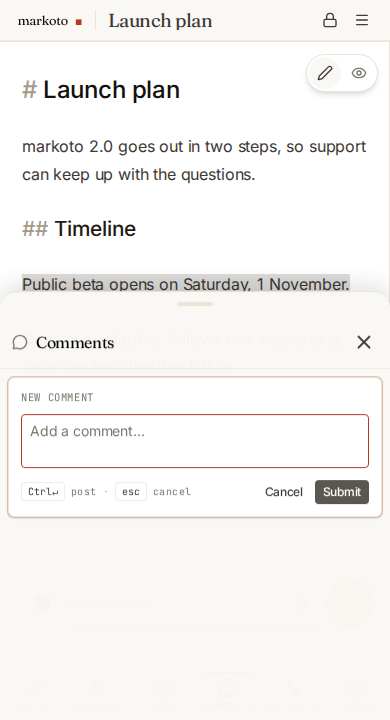 markoto
Launch plan
# Launch plan
markoto 2.0 goes out in two steps, so support
can keep up with the questions.
## Timeline
Public beta opens on Saturday, 1 November.
Comments
NEW COMMENT
Add a comment…
Ctrl↵ post · esc cancel
Cancel
Submit